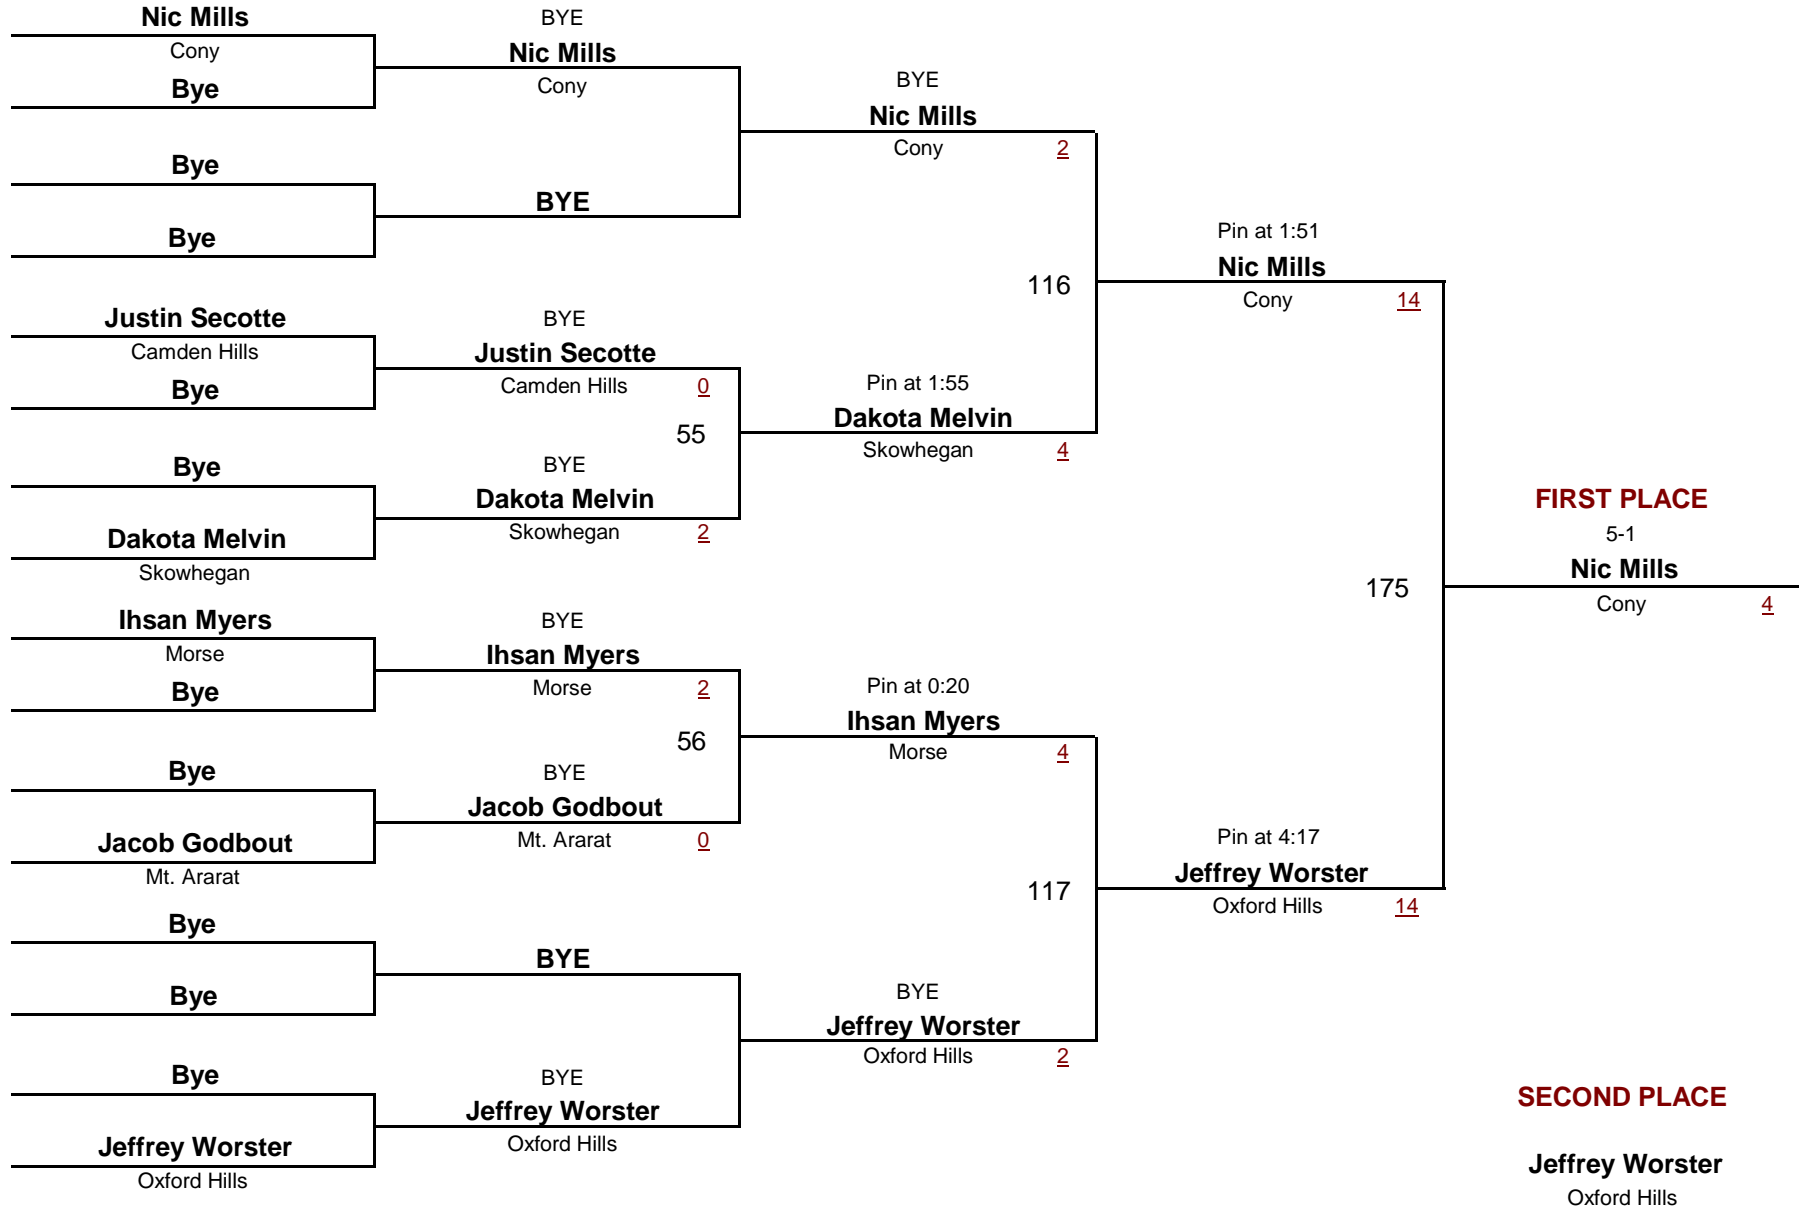 Nic Mills
Cony
Bye
Bye
Bye
Justin Secotte
Camden Hills
Bye
Bye
Dakota Melvin
Skowhegan
Ihsan Myers
Morse
Bye
Bye
Jacob Godbout
Mt. Ararat
Bye
Bye
Bye
Jeffrey Worster
Oxford Hills
BYE
Nic Mills
Cony
BYE
BYE
Justin Secotte
Camden Hills 0
55
BYE
Dakota Melvin
Skowhegan 2
BYE
Ihsan Myers
Morse 2
56
BYE
Jacob Godbout
Mt. Ararat 0
BYE
BYE
Jeffrey Worster
Oxford Hills
BYE
Nic Mills
Cony 2
116
Pin at 1:55
Dakota Melvin
Skowhegan 4
Pin at 0:20
Ihsan Myers
Morse 4
117
BYE
Jeffrey Worster
Oxford Hills 2
Pin at 1:51
Nic Mills
Cony 14
175
Pin at 4:17
Jeffrey Worster
Oxford Hills 14
FIRST PLACE
5-1
Nic Mills
Cony 4
SECOND PLACE
Jeffrey Worster
Oxford Hills